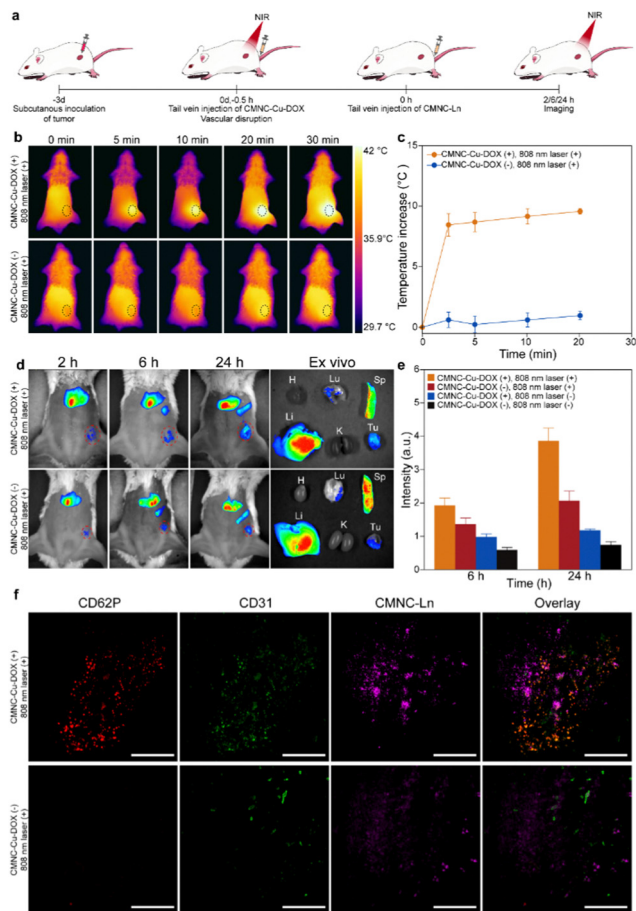 a
NIR
NIR
-3d
0d,-0.5 h
0 h
2/6/24 h
Subcutanous inoculation
of tumor
Tail vein injection of CMNC-Cu-DOX
Vascular disruption
Tail vein injection of CMNC-Ln
Imaging
b
0 min
5 min
10 min
20 min
30 min
CMNC-Cu-DOX (+)
808 nm laser (+)
CMNC-Cu-DOX (-)
808 nm laser (+)
42 °C
35.9°C
29.7 °C
c
CMNC-Cu-DOX (+), 808 nm laser (+)
CMNC-Cu-DOX (-), 808 nm laser (+)
Temperature increase (°C)
15
10
5
0
0
5
10
15
20
Time (min)
d
2 h
6 h
24 h
Ex vivo
CMNC-Cu-DOX (+)
808 nm laser (+)
H
Lu
Sp
Li
K
Tu
CMNC-Cu-DOX (-)
808 nm laser (+)
H
Lu
Sp
Li
K
Tu
e
CMNC-Cu-DOX (+), 808 nm laser (+)
CMNC-Cu-DOX (-), 808 nm laser (+)
CMNC-Cu-DOX (+), 808 nm laser (-)
CMNC-Cu-DOX (-), 808 nm laser (-)
Intensity (a.u.)
6
5
4
3
2
1
0
6 h
24 h
Time (h)
f
CD62P
CD31
CMNC-Ln
Overlay
CMNC-Cu-DOX (+)
808 nm laser (+)
CMNC-Cu-DOX (-)
808 nm laser (+)